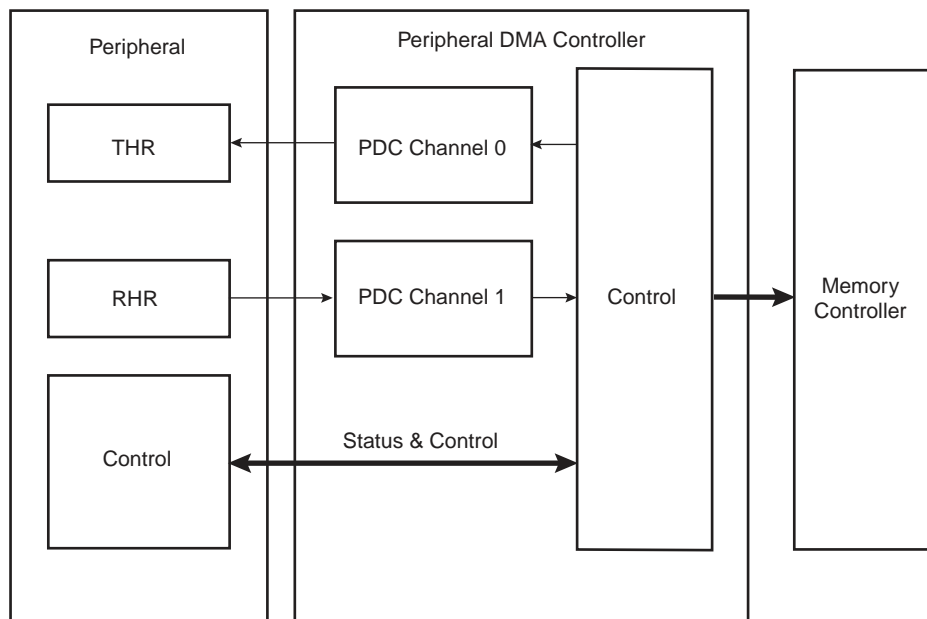 Peripheral
Peripheral DMA Controller
THR
PDC Channel 0
RHR
PDC Channel 1
Control
Memory
Controller
Status & Control
Control